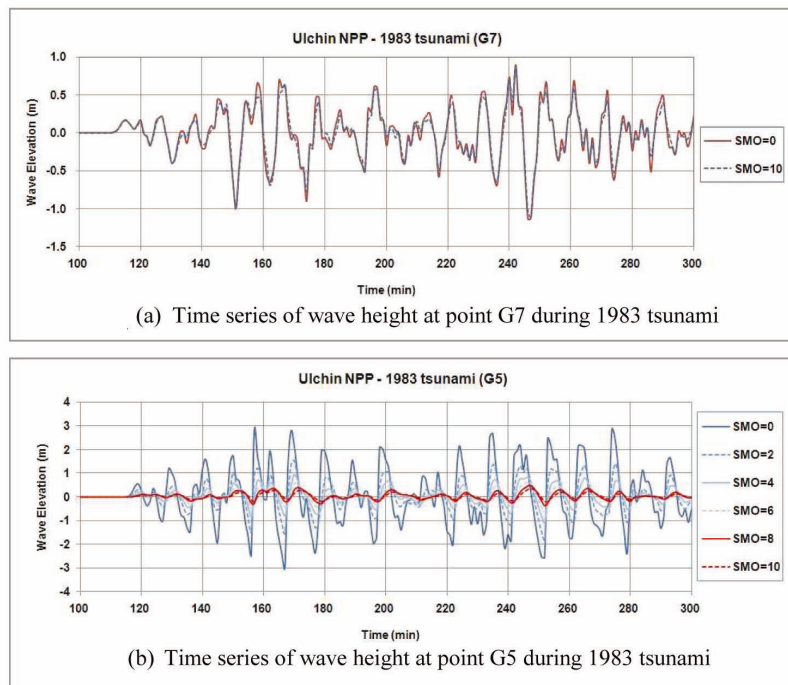 Ulchin NPP - 1983 tsunami (G7)
Wave Elevation (m)
1.0
0.5
0.0
-0.5
-1.0
-1.5
100 120 140 160 180 200 220 240 260 280 300
Time (min)
SMO=0
SMO=10
(a) Time series of wave height at point G7 during 1983 tsunami
Ulchin NPP - 1983 tsunami (G5)
Wave Elevation (m)
4
3
2
1
0
-1
-2
-3
-4
100 120 140 160 180 200 220 240 260 280 300
Time (min)
SMO=0
SMO=2
SMO=4
SMO=6
SMO=8
SMO=10
(b) Time series of wave height at point G5 during 1983 tsunami